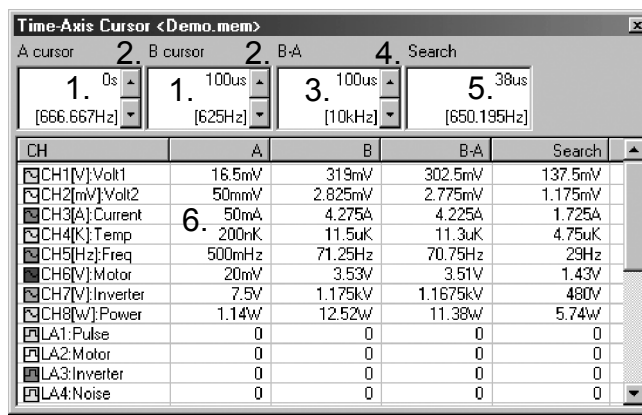 Time-Axis Cursor <Demo.mem>
A cursor 2. B cursor 2. B-A 4. Search
1. 0s 1. 100us 3. 100us 5. 38us
[666.667Hz] [625Hz] [10kHz] [650.195Hz]
CH A B B-A Search
CH1[V]:Volt1 16.5mV 319mV 302.5mV 137.5mV
CH2[mV]:Volt2 50mmV 2.825mV 2.775mV 1.175mV
CH3[A]:Current 6. 50mA 4.275A 4.225A 1.725A
CH4[K]:Temp 200nK 11.5uK 11.3uK 4.75uK
CH5[Hz]:Freq 500mHz 71.25Hz 70.75Hz 29Hz
CH6[V]:Motor 20mV 3.53V 3.51V 1.43V
CH7[V]:Inverter 7.5V 1.175kV 1.1675kV 480V
CH8[W]:Power 1.14W 12.52W 11.38W 5.74W
LA1:Pulse 0 0 0 0
LA2:Motor 0 0 0 0
LA3:Inverter 0 0 0 0
LA4:Noise 0 0 0 0